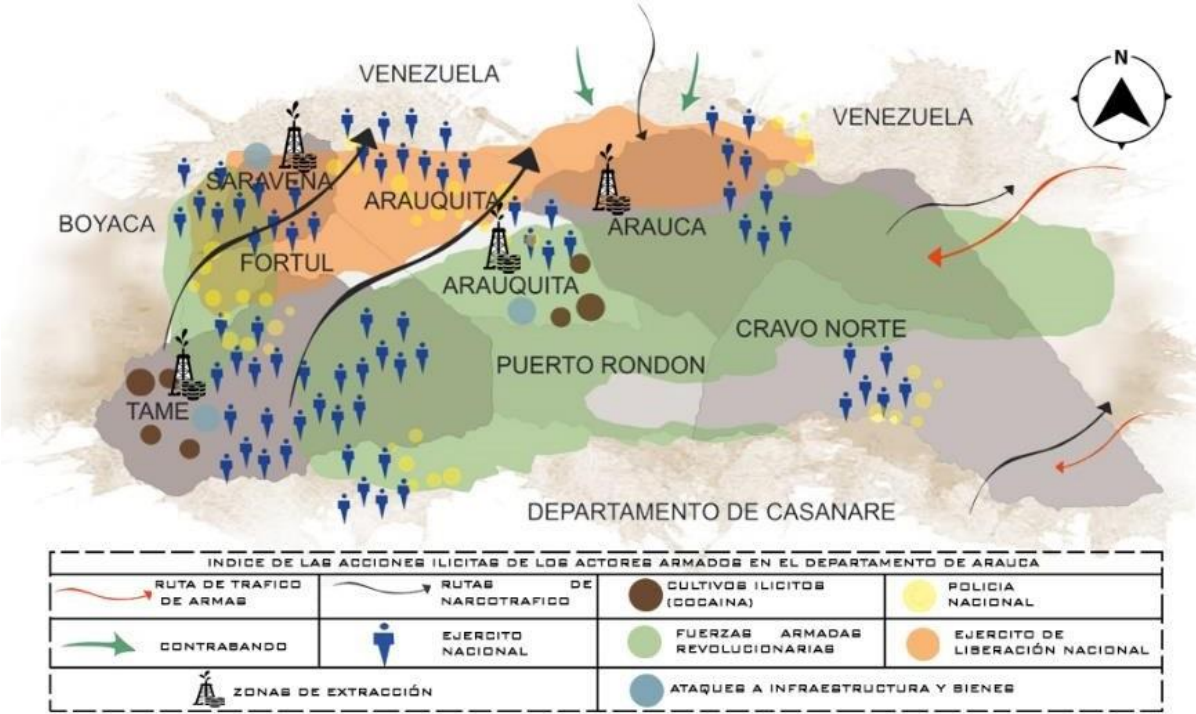 VENEZUELA
N
VENEZUELA
SARAVENA
ARAUQUITA
BOYACA
ARAUCA
FORTUL
ARAUQUITA
CRAVO NORTE
PUERTO RONDON
TAME
DEPARTAMENTO DE CASANARE
INDICE DE LAS ACCIONES ILICITAS DE LOS ACTORES ARMADOS EN EL DEPARTAMENTO DE ARAUCA
RUTA DE TRAFICO
DE ARMAS
RUTAS DE
NARCOTRAFICO
CULTIVOS ILICITOS
(COCAINA)
POLICIA
NACIONAL
CONTRABANDO
EJERCITO
NACIONAL
FUERZAS ARMADAS
REVOLUCIONARIAS
EJERCITO DE
LIBERACIÓN NACIONAL
ZONAS DE EXTRACCIÓN
ATAQUES A INFRAESTRUCTURA Y BIENES